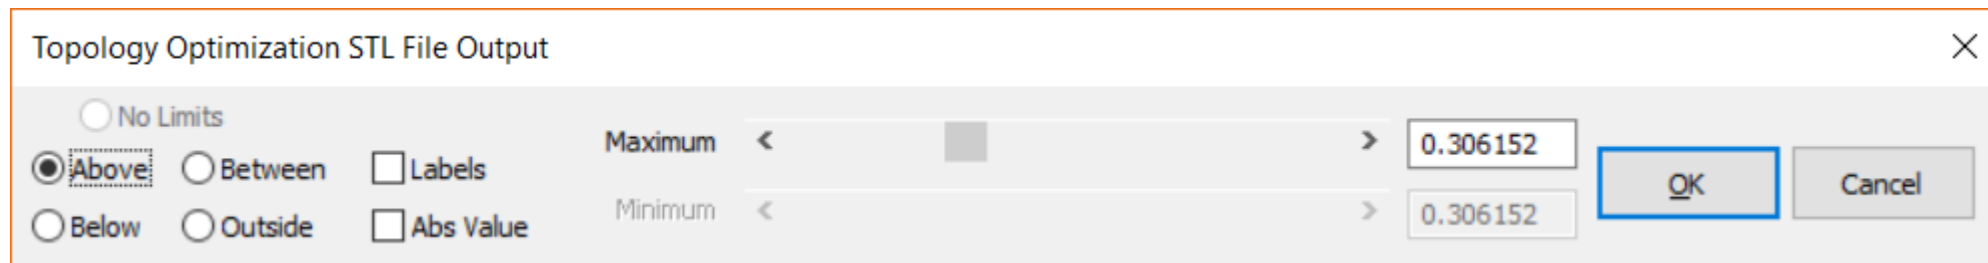 Topology Optimization STL File Output
No Limits
Above Between Labels
Below Outside Abs Value
Maximum 0.306152
Minimum 0.306152
OK Cancel